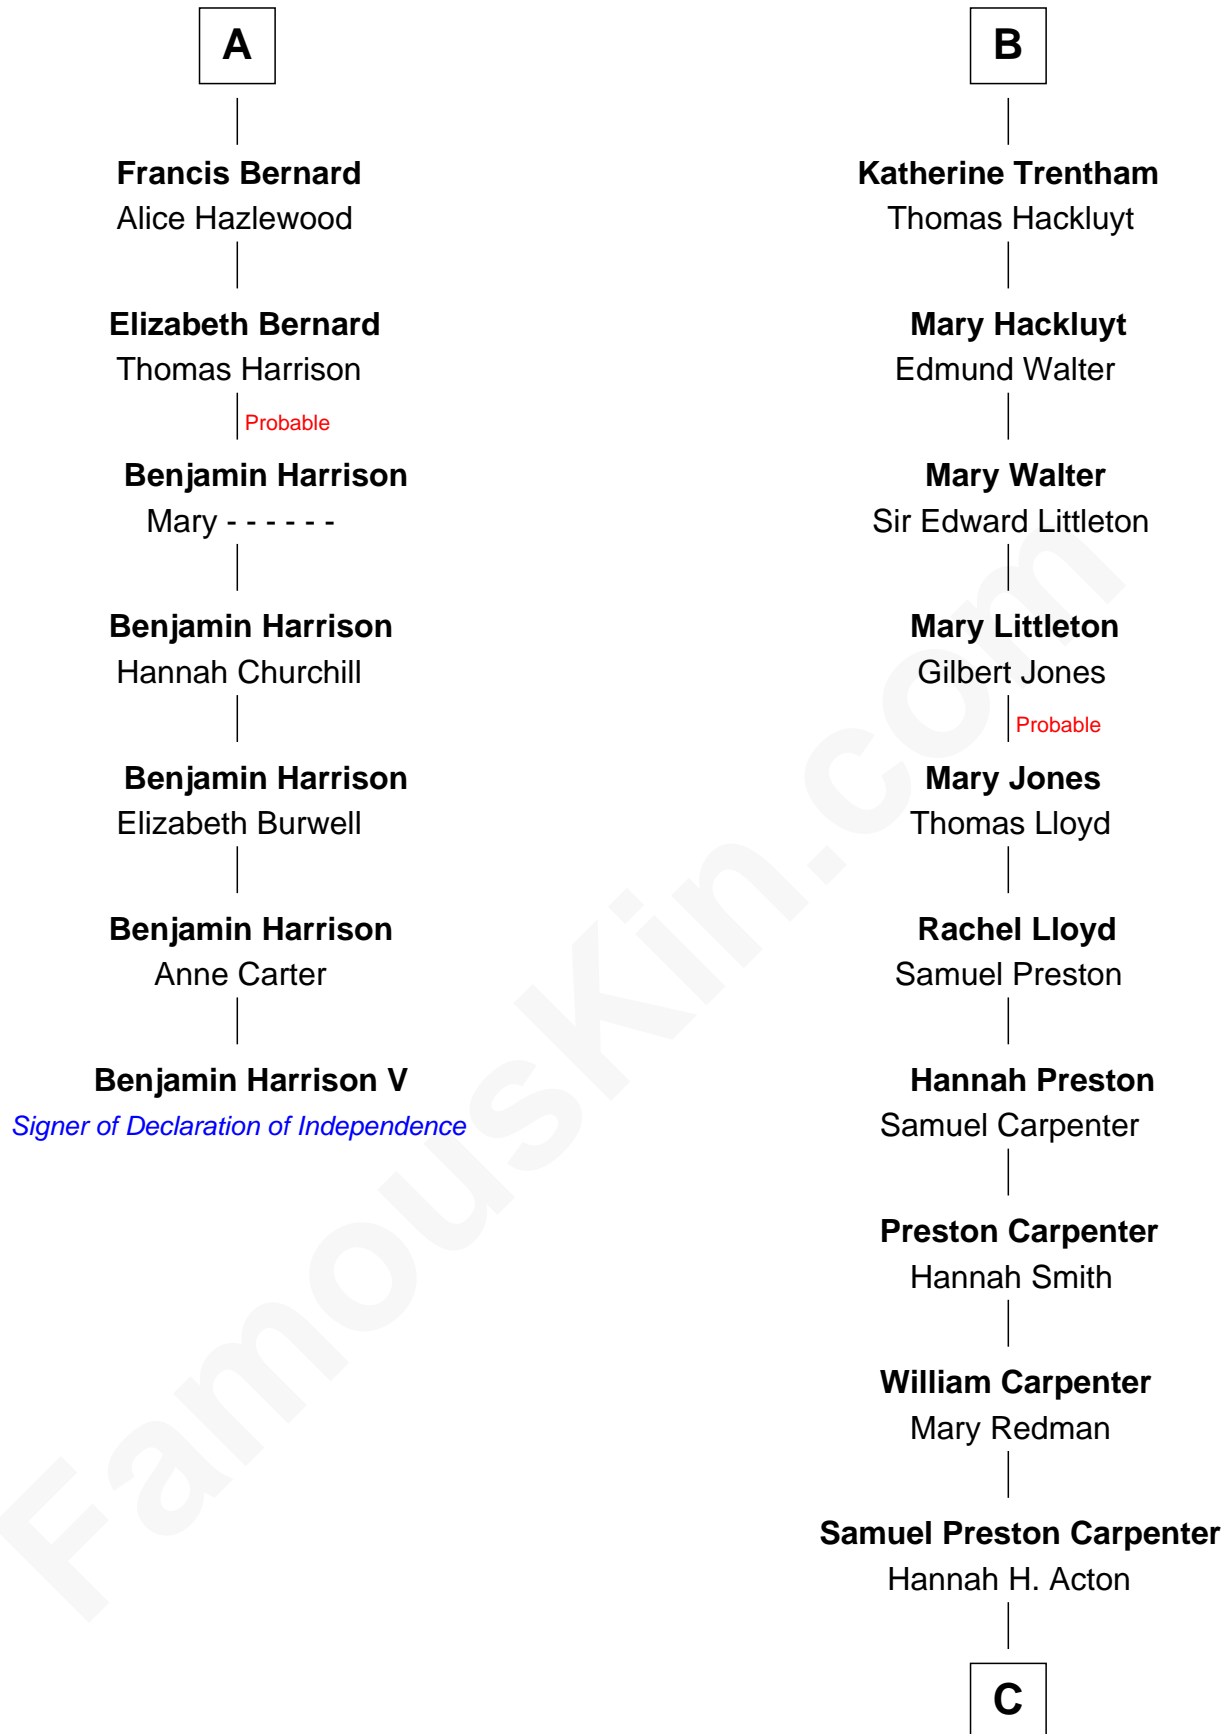 A
Francis Bernard
Alice Hazlewood
Elizabeth Bernard
Thomas Harrison
Probable
Benjamin Harrison
Mary - - - - - -
Benjamin Harrison
Hannah Churchill
Benjamin Harrison
Elizabeth Burwell
Benjamin Harrison
Anne Carter
Benjamin Harrison V
Signer of Declaration of Independence
B
Katherine Trentham
Thomas Hackluyt
Mary Hackluyt
Edmund Walter
Mary Walter
Sir Edward Littleton
Mary Littleton
Gilbert Jones
Probable
Mary Jones
Thomas Lloyd
Rachel Lloyd
Samuel Preston
Hannah Preston
Samuel Carpenter
Preston Carpenter
Hannah Smith
William Carpenter
Mary Redman
Samuel Preston Carpenter
Hannah H. Acton
C
FamousKin.com